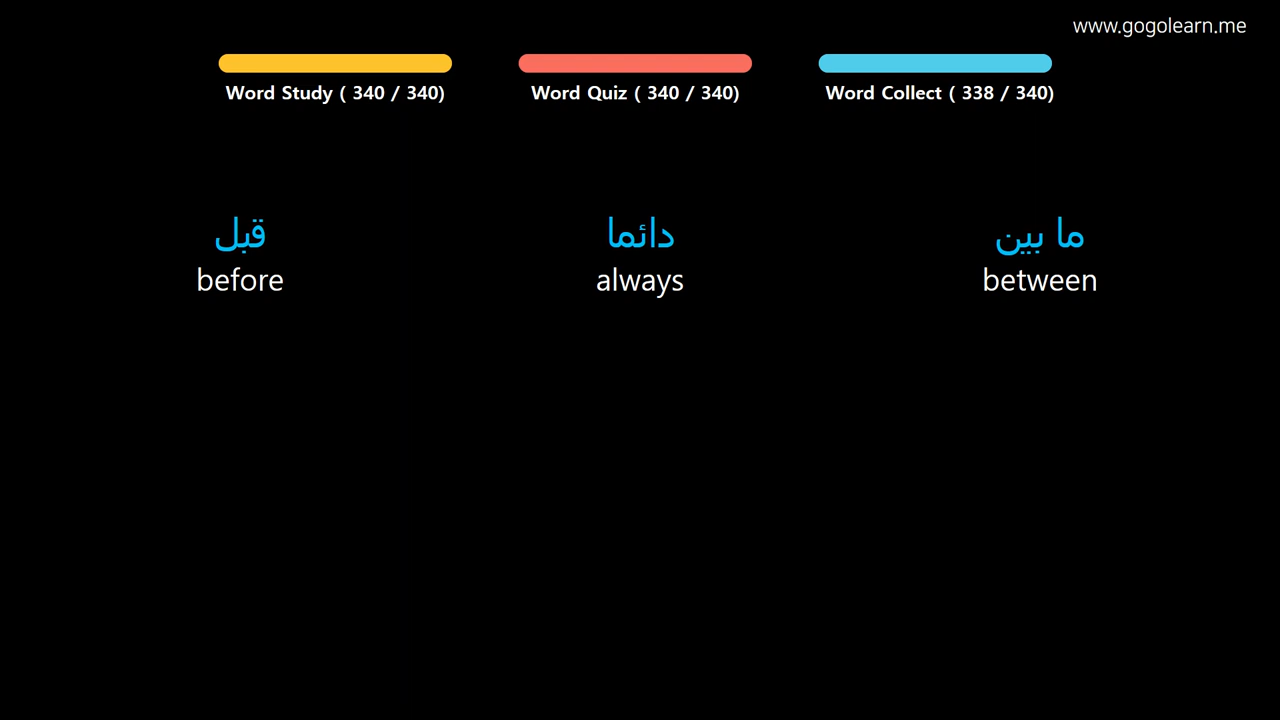 www.gogolearn.me
Word Study ( 340 / 340)
Word Quiz ( 340 / 340)
Word Collect ( 338 / 340)
قبل
before
دائما
always
ما بين
between